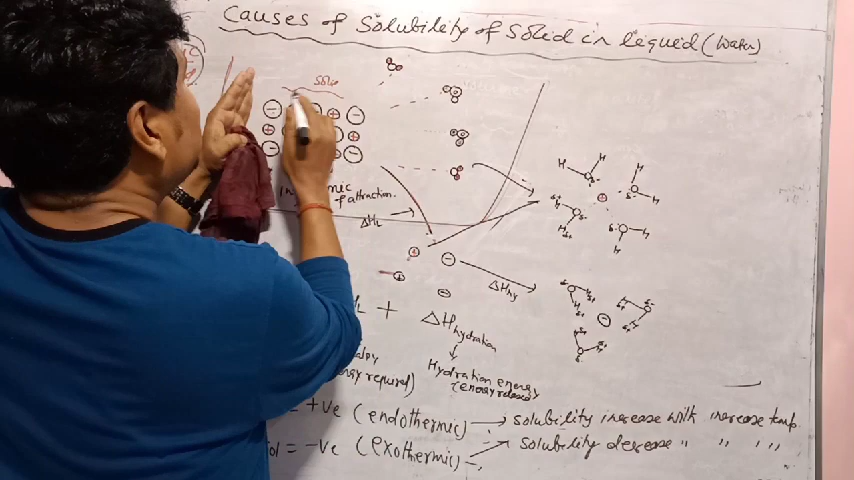 Causes of Solubility of Solid in liquid (water)
Solid
attraction.
ΔHL
ΔHhy
+ ΔHhydration
Hydration energy
(energy released)
energy required)
= +ve (endothermic) → solubility increase with increase temp.
sol = -ve (exothermic) → solubility decrease " " " "